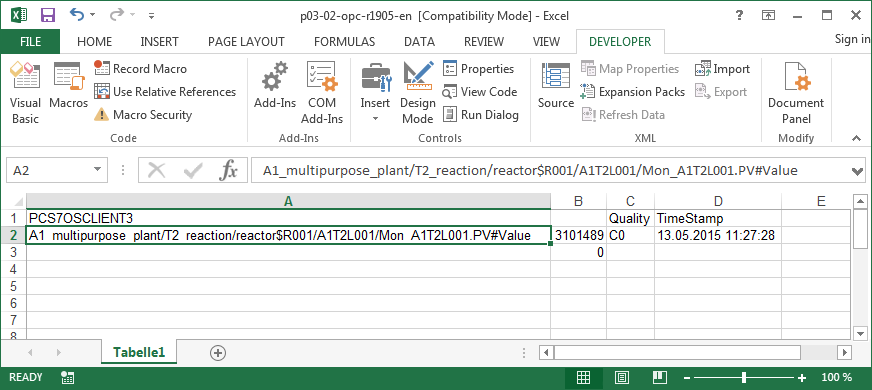 p03-02-opc-r1905-en [Compatibility Mode] - Excel
FILE HOME INSERT PAGE LAYOUT FORMULAS DATA REVIEW VIEW DEVELOPER Sign in
Visual Basic
Macros
Record Macro
Use Relative References
Macro Security
Code
Add-Ins
COM Add-Ins
Add-Ins
Insert
Design Mode
Properties
View Code
Run Dialog
Controls
Source
Map Properties
Expansion Packs
Refresh Data
Import
Export
XML
Document Panel
Modify
A2 fx A1_multipurpose_plant/T2_reaction/reactor$R001/A1T2L001/Mon_A1T2L001.PV#Value
A B C D E
1 PCS7OSCLIENT3 Quality TimeStamp
2 A1_multipurpose_plant/T2_reaction/reactor$R001/A1T2L001/Mon_A1T2L001.PV#Value 3101489 C0 13.05.2015 11:27:28
3 0
4
5
6
7
8
Tabelle1
READY 100 %